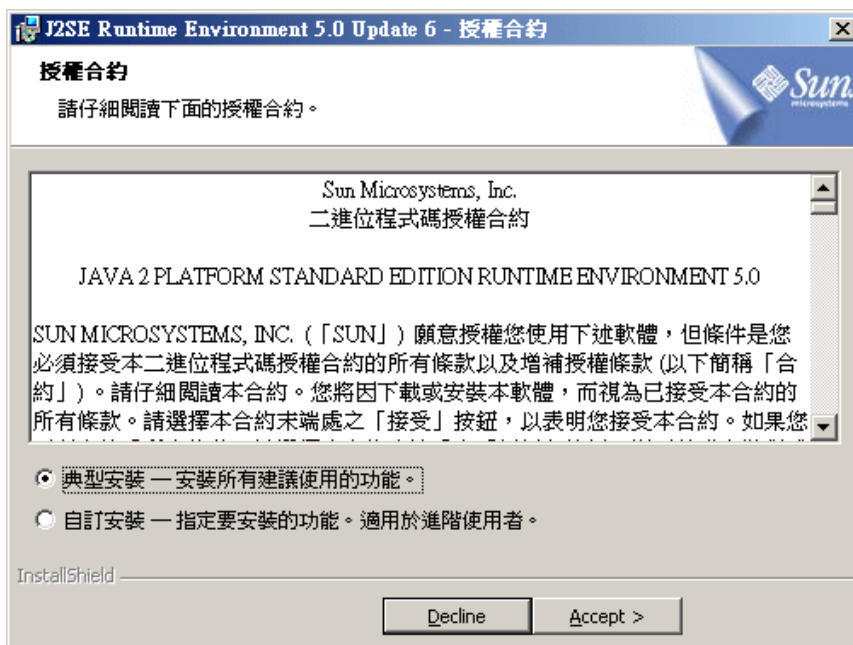 J2SE Runtime Environment 5.0 Update 6 - 授權合約
授權合約
請仔細閱讀下面的授權合約。
Sun
microsystems
Sun Microsystems, Inc.
二進位程式碼授權合約
JAVA 2 PLATFORM STANDARD EDITION RUNTIME ENVIRONMENT 5.0
SUN MICROSYSTEMS, INC. (「SUN」) 願意授權您使用下述軟體，但條件是您
必須接受本二進位程式碼授權合約的所有條款以及增補授權條款 (以下簡稱「合
約」)。請仔細閱讀本合約。您將因下載或安裝本軟體，而視為已接受本合約的
所有條款。請選擇本合約末端處之「接受」按鈕，以表明您接受本合約。如果您
典型安裝 — 安裝所有建議使用的功能。
自訂安裝 — 指定要安裝的功能。適用於進階使用者。
InstallShield
Decline
Accept >